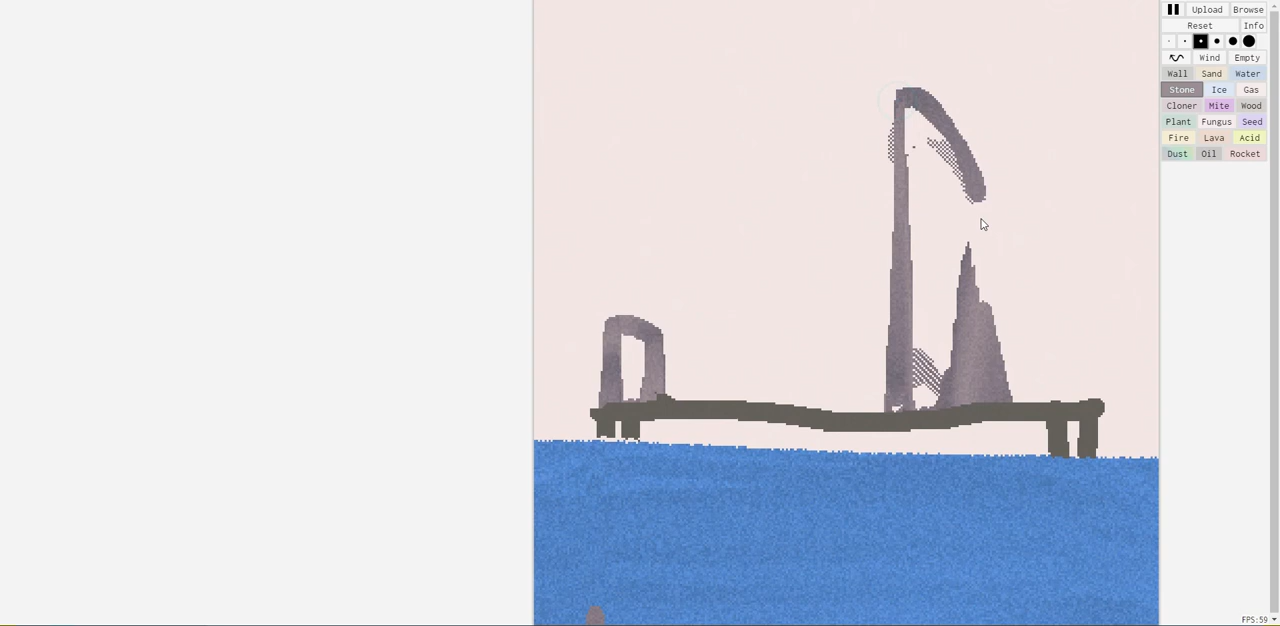 Upload Browse
Reset Info
Wind Empty
Wall Sand Water
Stone Ice Gas
Cloner Mite Wood
Plant Fungus Seed
Fire Lava Acid
Dust Oil Rocket
FPS:59